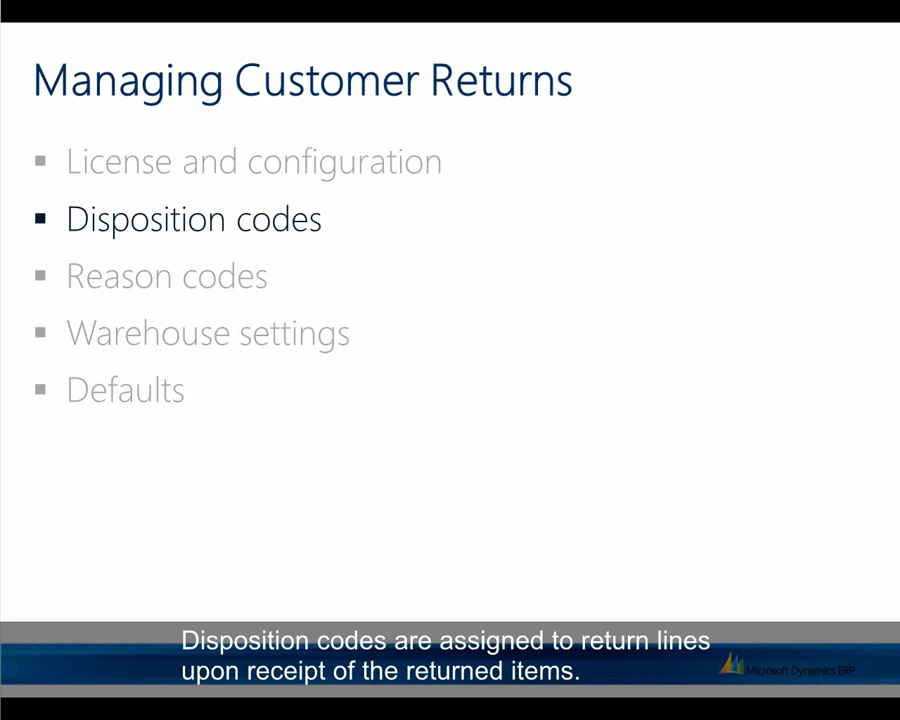 Managing Customer Returns
License and configuration
Disposition codes
Reason codes
Warehouse settings
Defaults
Disposition codes are assigned to return lines
upon receipt of the returned items.
Microsoft Dynamics ERP